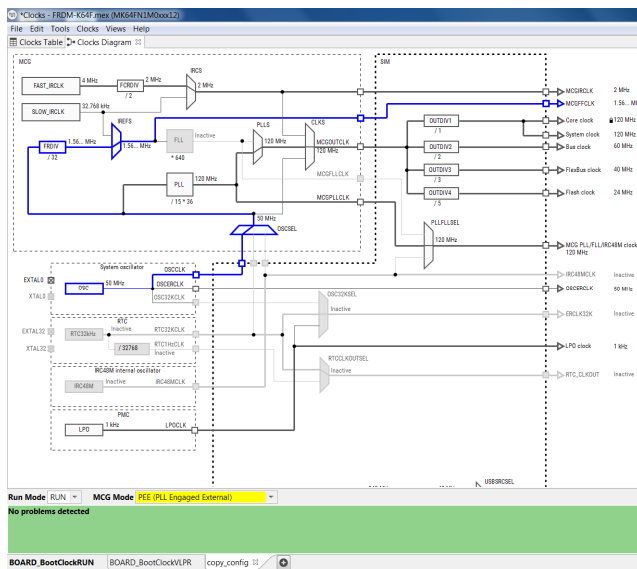 *Clocks - FRDM-K64F.mex (MK64FN1M0xxx12)
File Edit Tools Clocks Views Help
Clocks Table Clocks Diagram
MCG
SIM
IRCS
FAST_IRCLK 4 MHz FCRDIV 2 MHz 2 MHz
/ 2
MCGIRCLK 2 MHz
SLOW_IRCLK 32.768 kHz
MCGFFCLK 1.56...
IREFS
PLLS
CLKS
OUTDIV1 Core clock 120 MHz
/ 1
FRDIV 1.56... MHz 1.56... MHz FLL Inactive
System clock 120 MHz
/ 32
* 640
120 MHz MCGOUTCLK
120 MHz
OUTDIV2 Bus clock 60 MHz
/ 2
MCGFLLCLK
OUTDIV3 FlexBus clock 40 MHz
/ 3
PLL 120 MHz
/ 15 * 36
OUTDIV4 Flash clock 24 MHz
/ 5
MCGPLLCLK
50 MHz
OSCSEL
PLLFLLSEL
120 MHz
MCG PLL/FLL/IRC48M clock
120 MHz
System oscillator
OSCCLK
IRC48MCLK Inactive
EXTAL0 OSC 50 MHz OSCERCLK
OSCERCLK 50 MHz
XTAL0 OSC32KCLK
OSC32KSEL
Inactive
ERCLK32K Inactive
RTC
EXTAL32 RTC32kHz Inactive RTC32KCLK
XTAL32 / 32768 RTC1HzCLK
Inactive
LPO clock 1 kHz
RTCCLKOUTSEL
Inactive
RTC_CLKOUT Inactive
IRC48M internal oscillator
IRC48M Inactive IRC48MCLK
PMC
LPO 1 kHz LPOCLK
USBSRCSEL
Run Mode RUN MCG Mode PEE (PLL Engaged External)
No problems detected
BOARD_BootClockRUN BOARD_BootClockVLPR copy_config